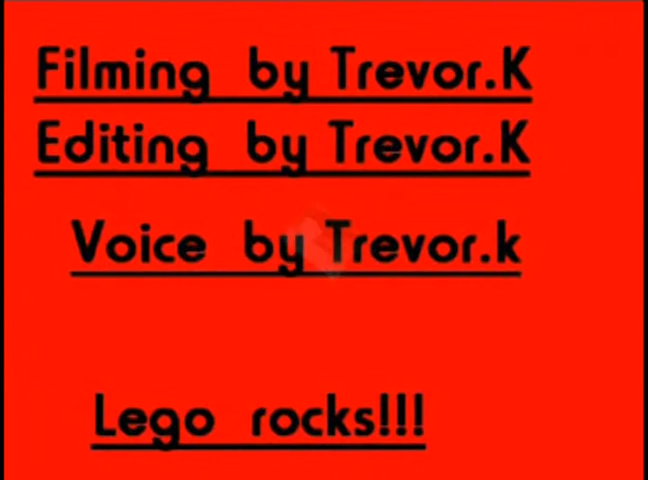 Filming by Trevor.K
Editing by Trevor.K
Voice by Trevor.k
Lego rocks!!!